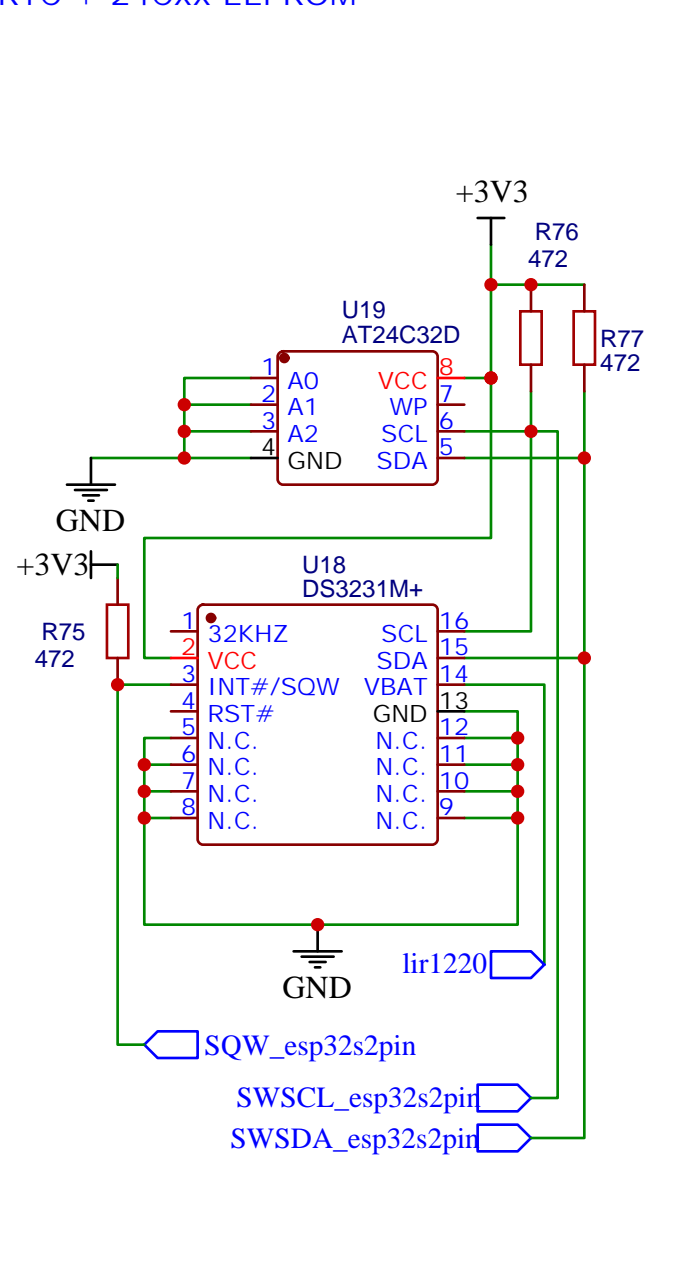 +3V3
R76
472
U19
AT24C32D
R77
472
1 A0 VCC 8
2 A1 WP 7
3 A2 SCL 6
4 GND SDA 5
GND
+3V3
U18
DS3231M+
R75
472
1 32KHZ SCL 16
2 VCC SDA 15
3 INT#/SQW VBAT 14
4 RST# GND 13
5 N.C. N.C. 12
6 N.C. N.C. 11
7 N.C. N.C. 10
8 N.C. N.C. 9
lir1220
GND
SQW_esp32s2pin
SWSCL_esp32s2pin
SWSDA_esp32s2pin